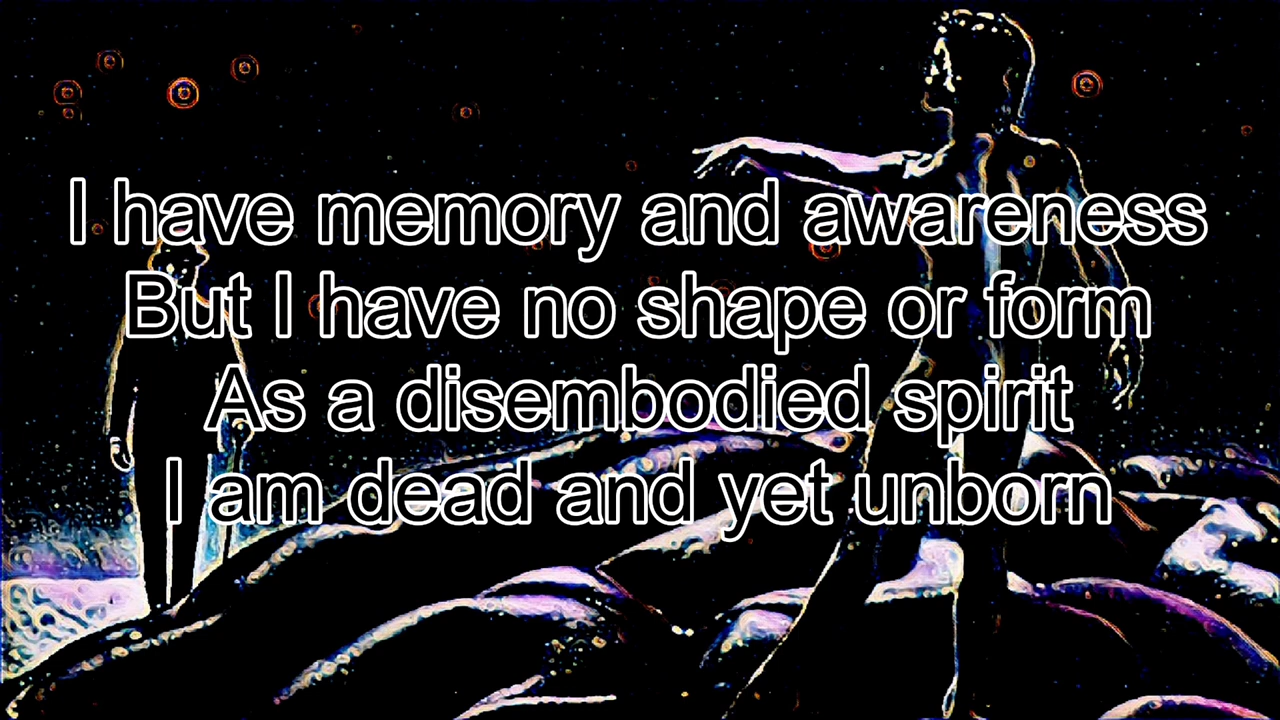 I have memory and awareness
But I have no shape or form
As a disembodied spirit
I am dead and yet unborn